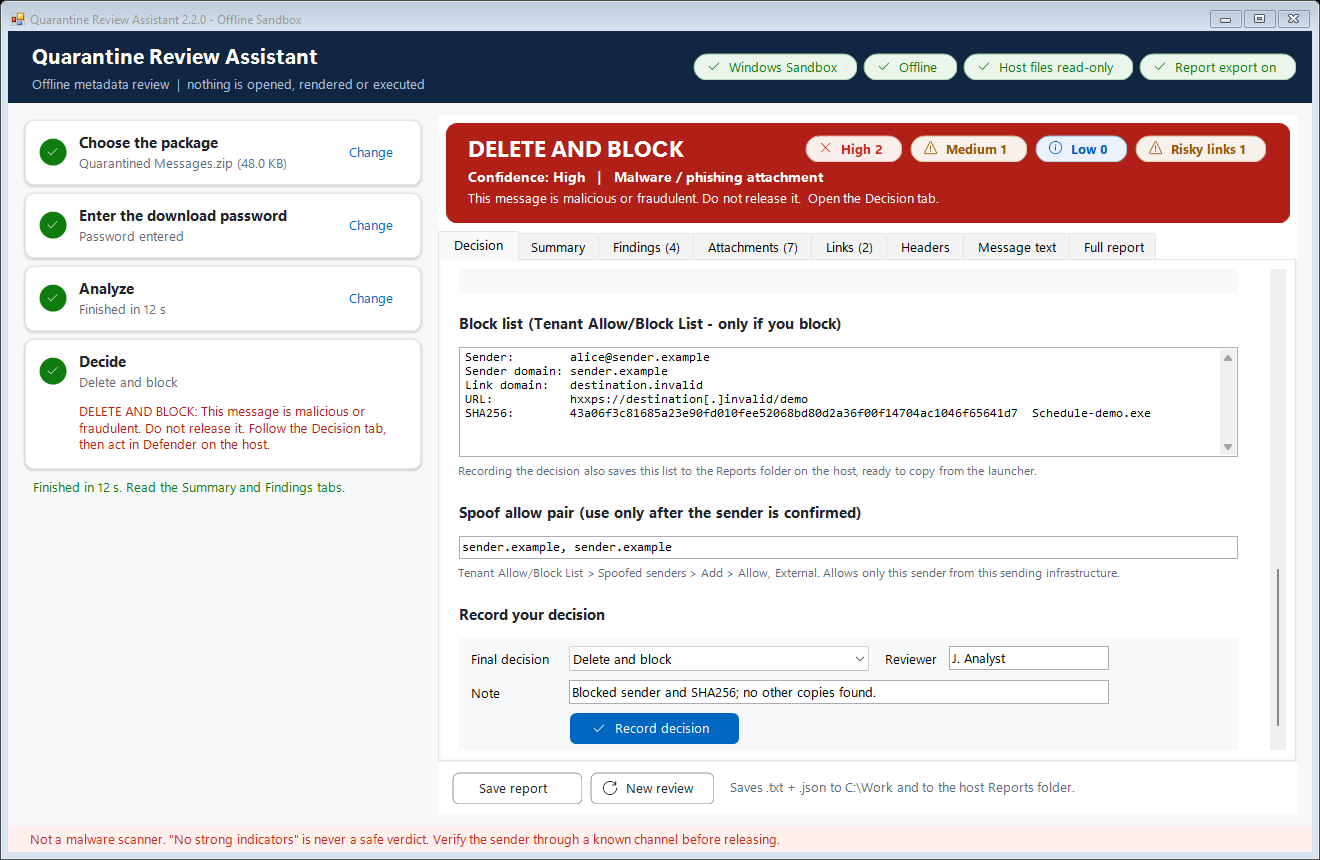 Quarantine Review Assistant 2.2.0 - Offline Sandbox
Quarantine Review Assistant
Offline metadata review | nothing is opened, rendered or executed
Windows Sandbox
Offline
Host files read-only
Report export on
Choose the package
Quarantined Messages.zip (48.0 KB)
Change
Enter the download password
Password entered
Change
Analyze
Finished in 12 s
Change
Decide
Delete and block
DELETE AND BLOCK: This message is malicious or
fraudulent. Do not release it. Follow the Decision tab,
then act in Defender on the host.
Finished in 12 s. Read the Summary and Findings tabs.
DELETE AND BLOCK
High 2
Medium 1
Low 0
Risky links 1
Confidence: High | Malware / phishing attachment
This message is malicious or fraudulent. Do not release it. Open the Decision tab.
Decision
Summary
Findings (4)
Attachments (7)
Links (2)
Headers
Message text
Full report
Block list (Tenant Allow/Block List - only if you block)
Sender: alice@sender.example
Sender domain: sender.example
Link domain: destination.invalid
URL: hxxps://destination[.]invalid/demo
SHA256: 43a06f3c81685a23e90fd010fee52068bd80d2a36f00f14704ac1046f65641d7 Schedule-demo.exe
Recording the decision also saves this list to the Reports folder on the host, ready to copy from the launcher.
Spoof allow pair (use only after the sender is confirmed)
sender.example, sender.example
Tenant Allow/Block List > Spoofed senders > Add > Allow, External. Allows only this sender from this sending infrastructure.
Record your decision
Final decision
Delete and block
Reviewer
J. Analyst
Note
Blocked sender and SHA256; no other copies found.
Record decision
Save report
New review
Saves .txt + .json to C:\Work and to the host Reports folder.
Not a malware scanner. "No strong indicators" is never a safe verdict. Verify the sender through a known channel before releasing.